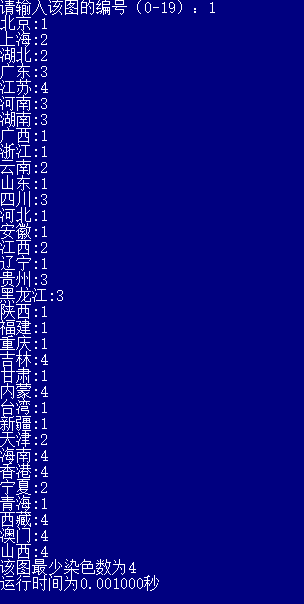 请输入该图的编号（0-19）：1
北京:1
上海:2
湖北:2
广东:3
江苏:4
河南:3
湖南:3
广西:1
浙江:1
云南:2
山东:1
四川:3
河北:1
安徽:1
江西:2
辽宁:1
贵州:3
黑龙江:3
陕西:1
福建:1
重庆:1
吉林:4
甘肃:1
内蒙:4
台湾:1
新疆:1
天津:2
海南:4
香港:4
宁夏:2
青海:1
西藏:4
澳门:4
山西:4
该图最少染色数为4
运行时间为0.001000秒